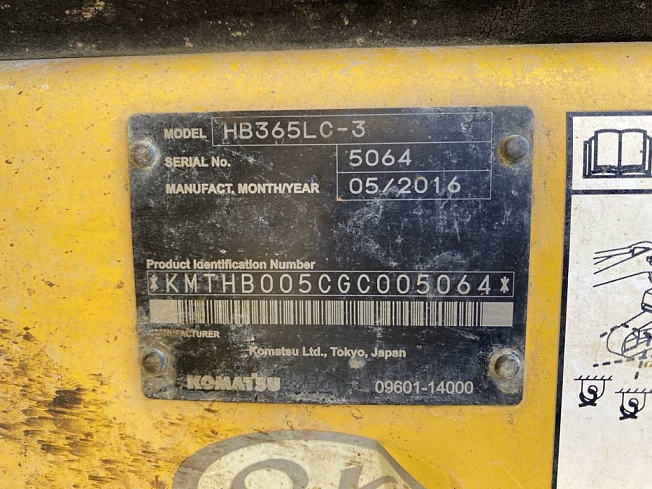 MODEL HB365LC-3
SERIAL No. 5064
MANUFACT. MONTH/YEAR 05/2016
Product Identification Number
*KMTHB005CGC005064*
MANUFACTURER
Komatsu Ltd., Tokyo, Japan
KOMATSU 09601-14000